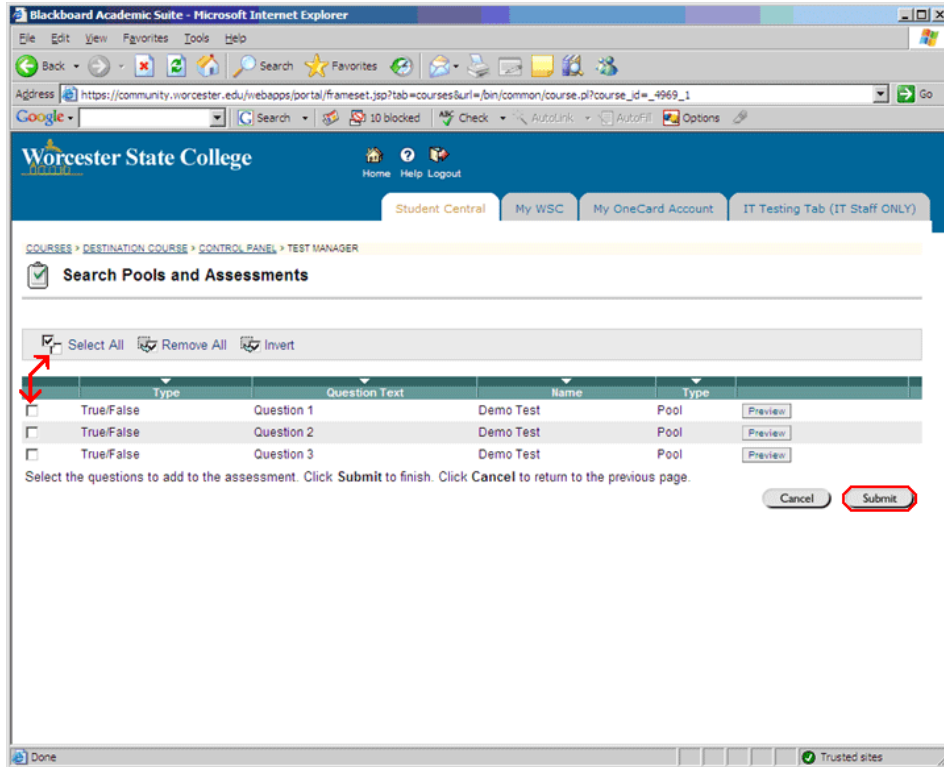 Blackboard Academic Suite - Microsoft Internet Explorer
File Edit View Favorites Tools Help
Back Search Favorites
Address https://community.worcester.edu/webapps/portal/frameset.jsp?tab=courses&url=/bin/common/course.pl?course_id=_4969_1 Go
Google Search 10 blocked ABC Check AutoLink AutoFill Options
Worcester State College
Home Help Logout
Student Central My WSC My OneCard Account IT Testing Tab (IT Staff ONLY)
COURSES > DESTINATION COURSE > CONTROL PANEL > TEST MANAGER
Search Pools and Assessments
Select All Remove All Invert
Type Question Text Name Type
True/False Question 1 Demo Test Pool Preview
True/False Question 2 Demo Test Pool Preview
True/False Question 3 Demo Test Pool Preview
Select the questions to add to the assessment. Click Submit to finish. Click Cancel to return to the previous page.
Cancel Submit
Done Trusted sites